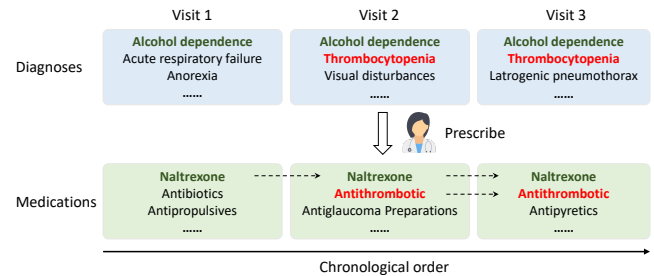 Visit 1
Visit 2
Visit 3
Diagnoses
Alcohol dependence
Acute respiratory failure
Anorexia
......
Alcohol dependence
Thrombocytopenia
Visual disturbances
......
Alcohol dependence
Thrombocytopenia
Latrogenic pneumothorax
......
Prescribe
Medications
Naltrexone
Antibiotics
Antipropulsives
......
Naltrexone
Antithrombotic
Antiglaucoma Preparations
......
Naltrexone
Antithrombotic
Antipyretics
......
Chronological order